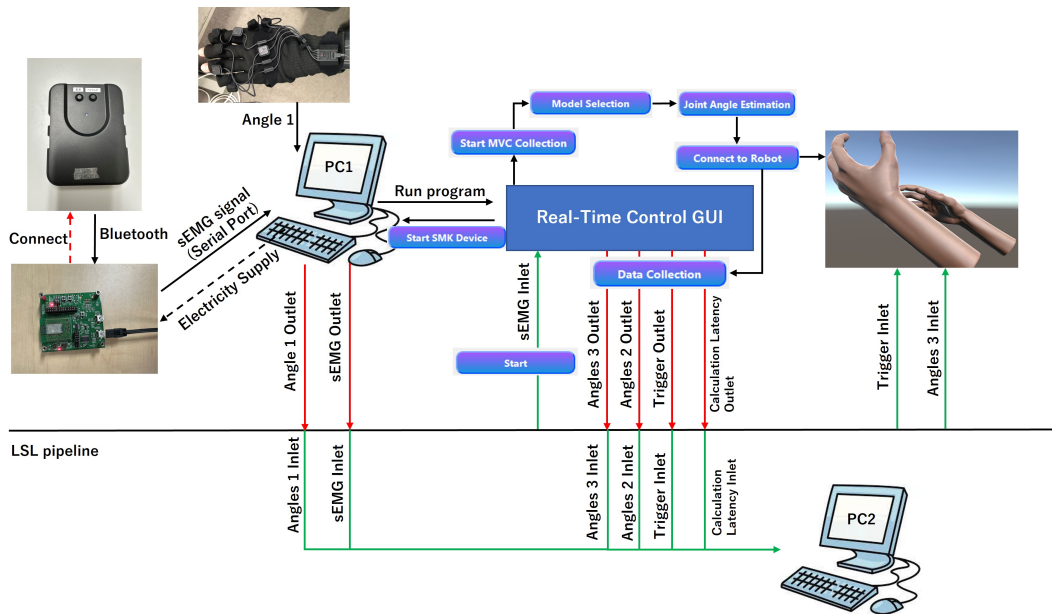 Angle 1
PC1
Connect
Bluetooth
sEMG signal
(Serial Port)
Electricity Supply
Run program
Start SMK Device
Start MVC Collection
Model Selection
Joint Angle Estimation
Connect to Robot
Real-Time Control GUI
Data Collection
Start
sEMG Inlet
Angle 1 Outlet
sEMG Outlet
Angles 3 Outlet
Angles 2 Outlet
Trigger Outlet
Calculation Latency
Outlet
Trigger Inlet
Angles 3 Inlet
LSL pipeline
Angles 1 Inlet
sEMG Inlet
Angles 3 Inlet
Angles 2 Inlet
Trigger Inlet
Calculation
Latency Inlet
PC2